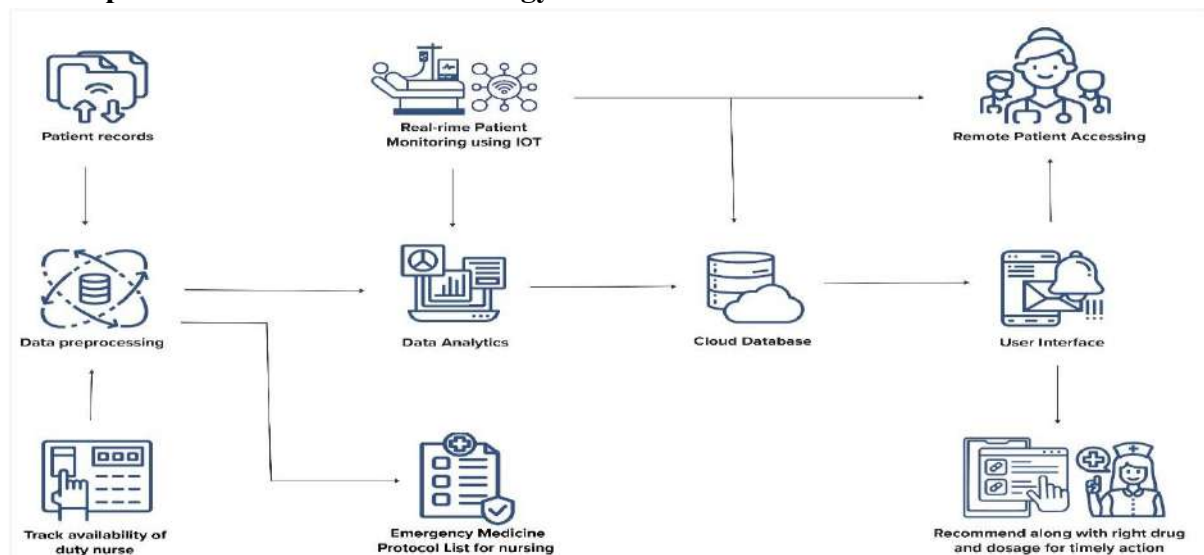 Patient records
Real-rime Patient
Monitoring using IOT
Remote Patient Accessing
Data preprocessing
Data Analytics
Cloud Database
User Interface
Track availability of
duty nurse
Emergency Medicine
Protocol List for nursing
Recommend along with right drug
and dosage for timely action